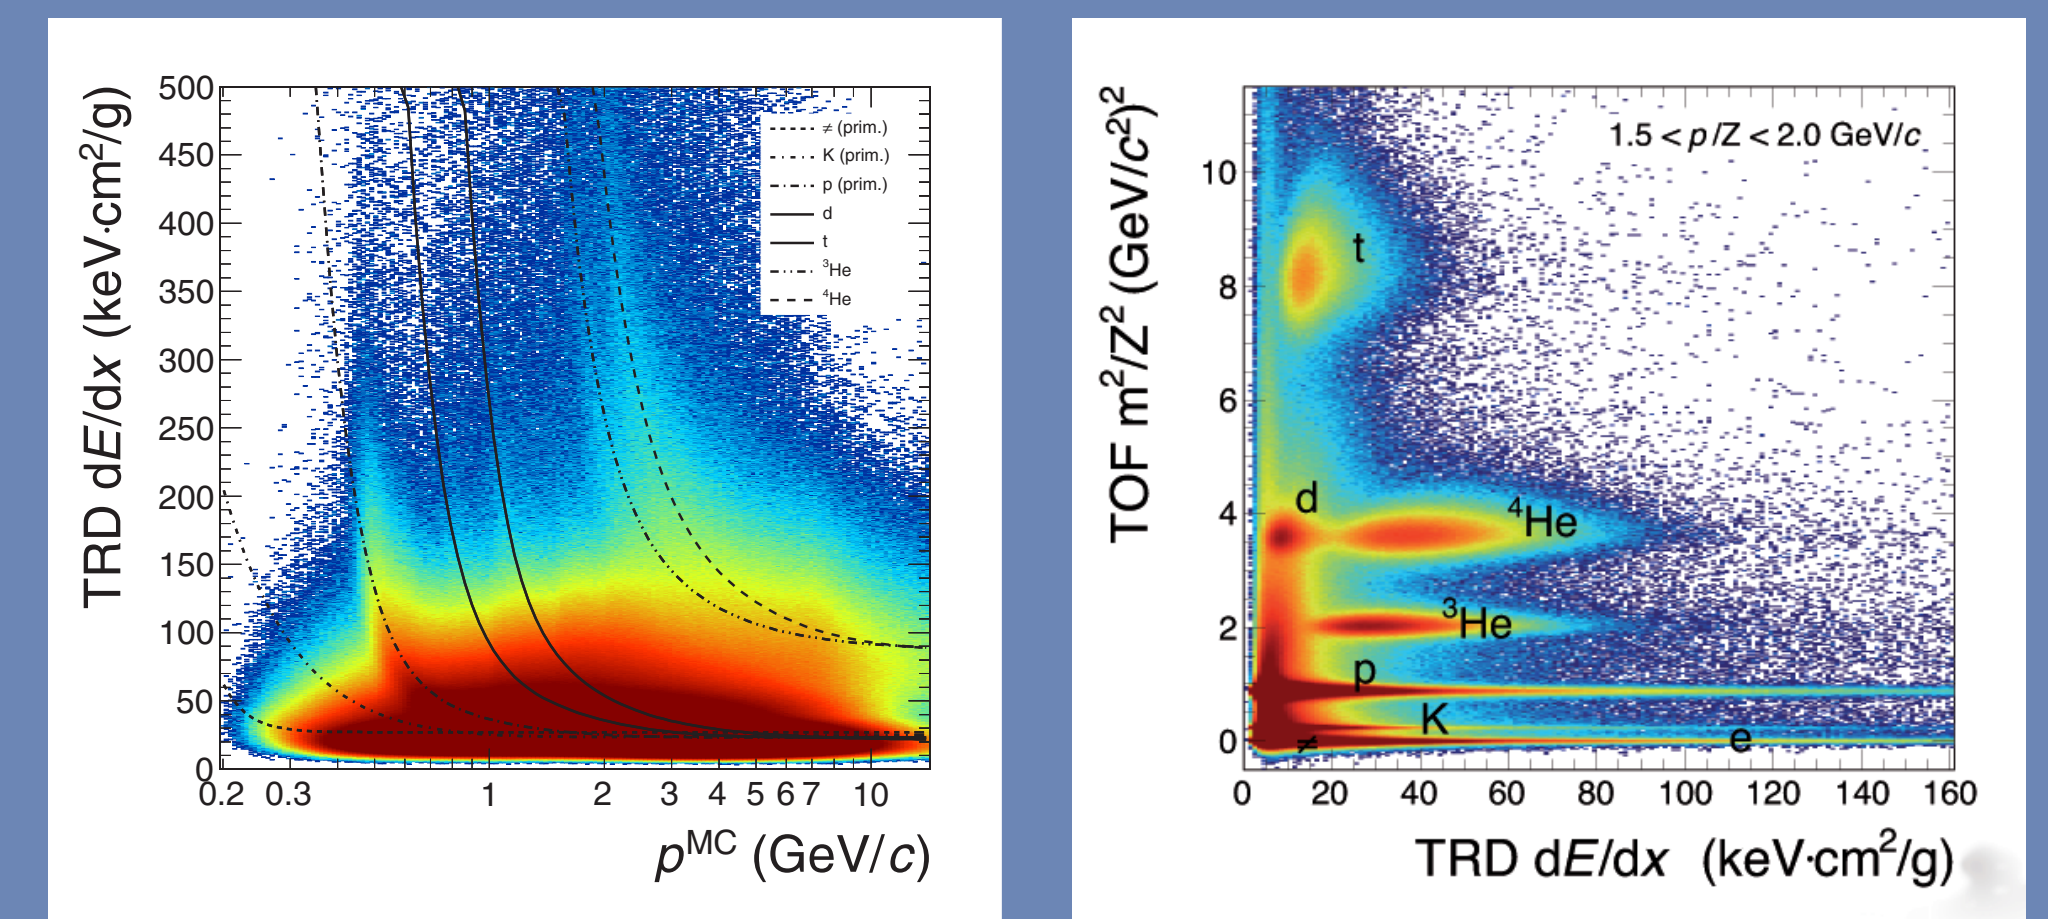 TRD dE/dx (keV·cm²/g)
500
450
400
350
300
250
200
150
100
50
0
≠ (prim.)
K (prim.)
p (prim.)
d
t
³He
⁴He
0.2 0.3 1 2 3 4 5 6 7 10
pᴹᶜ (GeV/c)
TOF m²/Z² (GeV/c²)²
10
8
6
4
2
0
1.5 < p/Z < 2.0 GeV/c
t
d
⁴He
³He
p
K
≠
e
0 20 40 60 80 100 120 140 160
TRD dE/dx (keV·cm²/g)